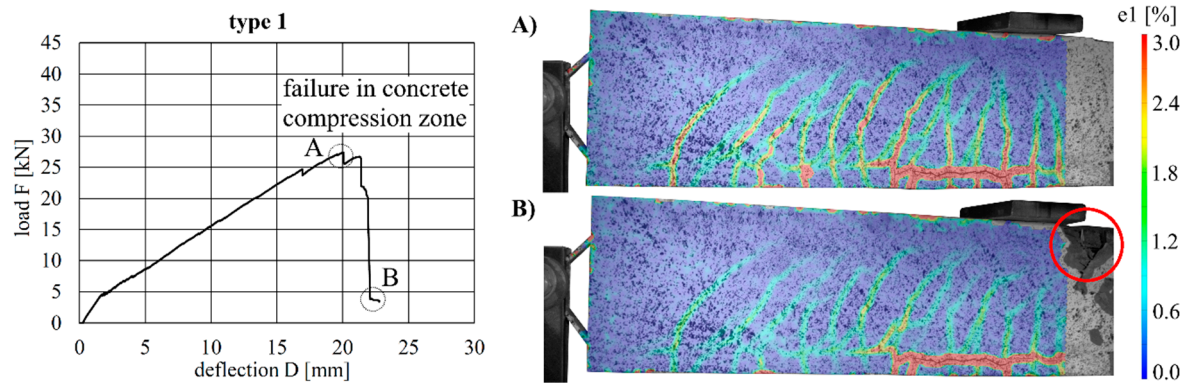 type 1
45
40
35
30
25
20
15
10
5
0
load F [kN]
failure in concrete
compression zone
A
B
0
5
10
15
20
25
30
deflection D [mm]
A)
B)
e1 [%]
3.0
2.4
1.8
1.2
0.6
0.0